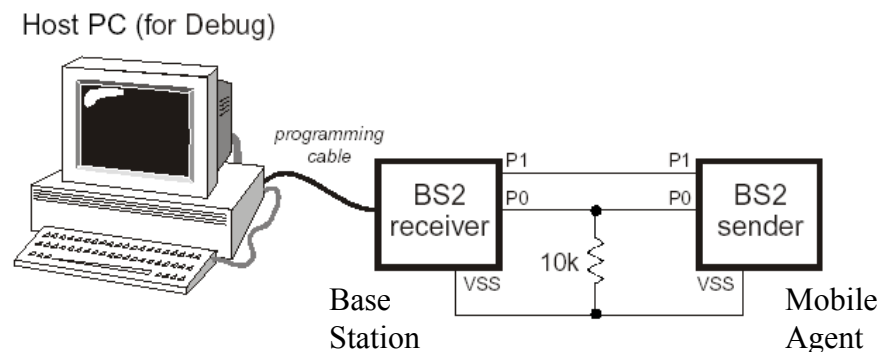 Host PC (for Debug)
programming
cable
BS2
receiver
P1
P0
P1
P0
BS2
sender
10k
VSS
VSS
Base
Station
Mobile
Agent